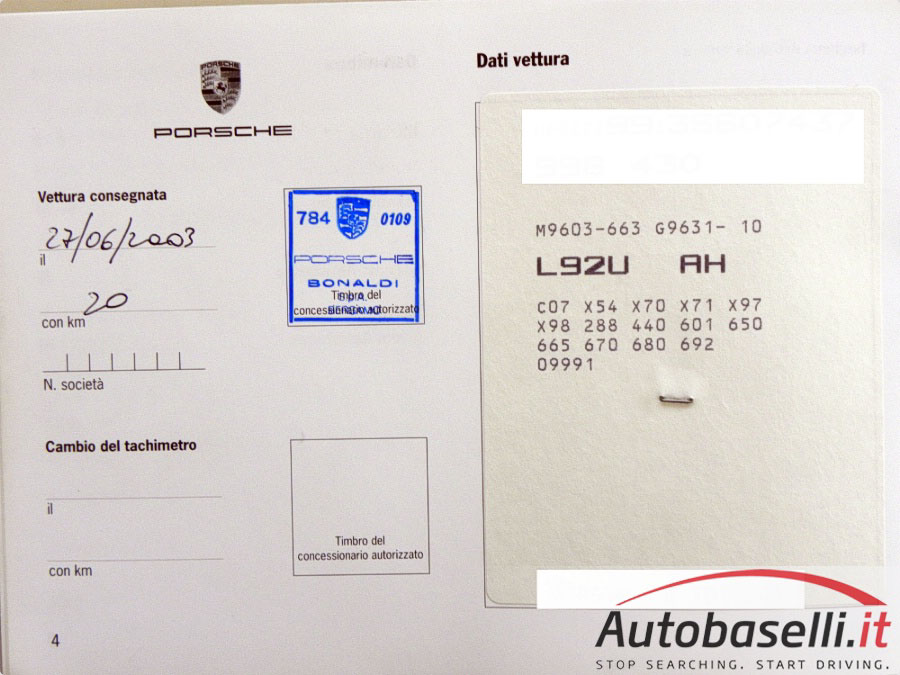 PORSCHE
Vettura consegnata
27/06/2003
il
20
con km
N. società
784 0109
PORSCHE
BONALDI
S.p.A.
BERGAMO
Timbro del
concessionario autorizzato
Cambio del tachimetro
il
con km
Timbro del
concessionario autorizzato
4
Dati vettura
996 430
M9603-663 G9631- 10
L92U AH
C07 X54 X70 X71 X97
X98 288 440 601 650
665 670 680 692
09991
Autobaselli.it
STOP SEARCHING. START DRIVING.